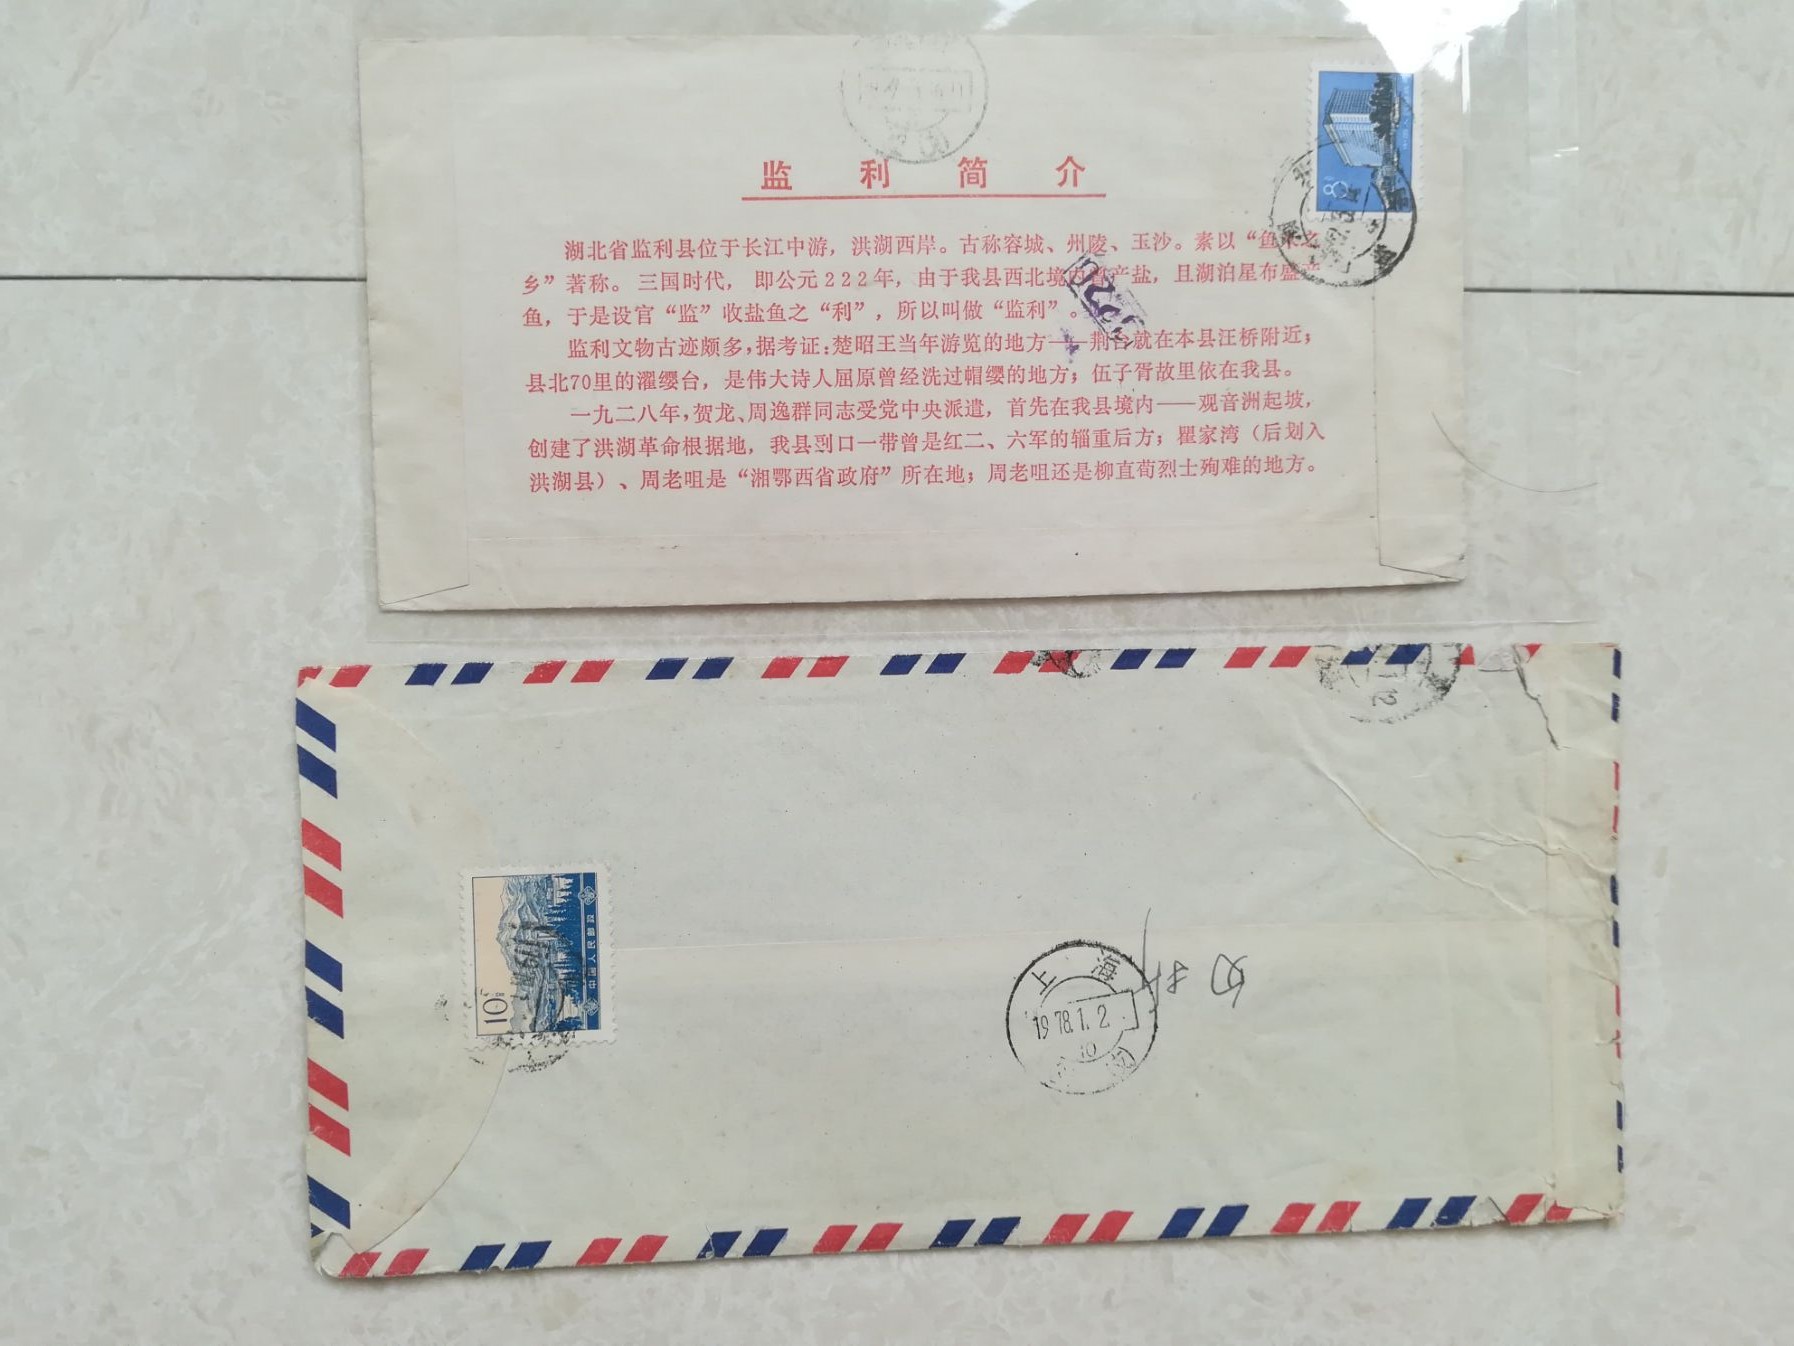 监利简介
湖北省监利县位于长江中游，洪湖西岸。古称容城、州陵、玉沙。素以“鱼米之
乡”著称。三国时代，即公元222年，由于我县西北境内产盐，且湖泊星布盛产
鱼，于是设官“监”收盐鱼之“利”，所以叫做“监利”。
监利文物古迹颇多，据考证：楚昭王当年游览的地方——荆台就在本县汪桥附近；
县北70里的濯缨台，是伟大诗人屈原曾经洗过帽缨的地方；伍子胥故里依在我县。
一九二八年，贺龙、周逸群同志受党中央派遣，首先在我县境内——观音洲起坡，
创建了洪湖革命根据地，我县剅口一带曾是红二、六军的辎重后方；瞿家湾（后划入
洪湖县）、周老咀是“湘鄂西省政府”所在地；周老咀还是柳直荀烈士殉难的地方。
8
10分
中国人民邮政
上海
1978.1.2
10